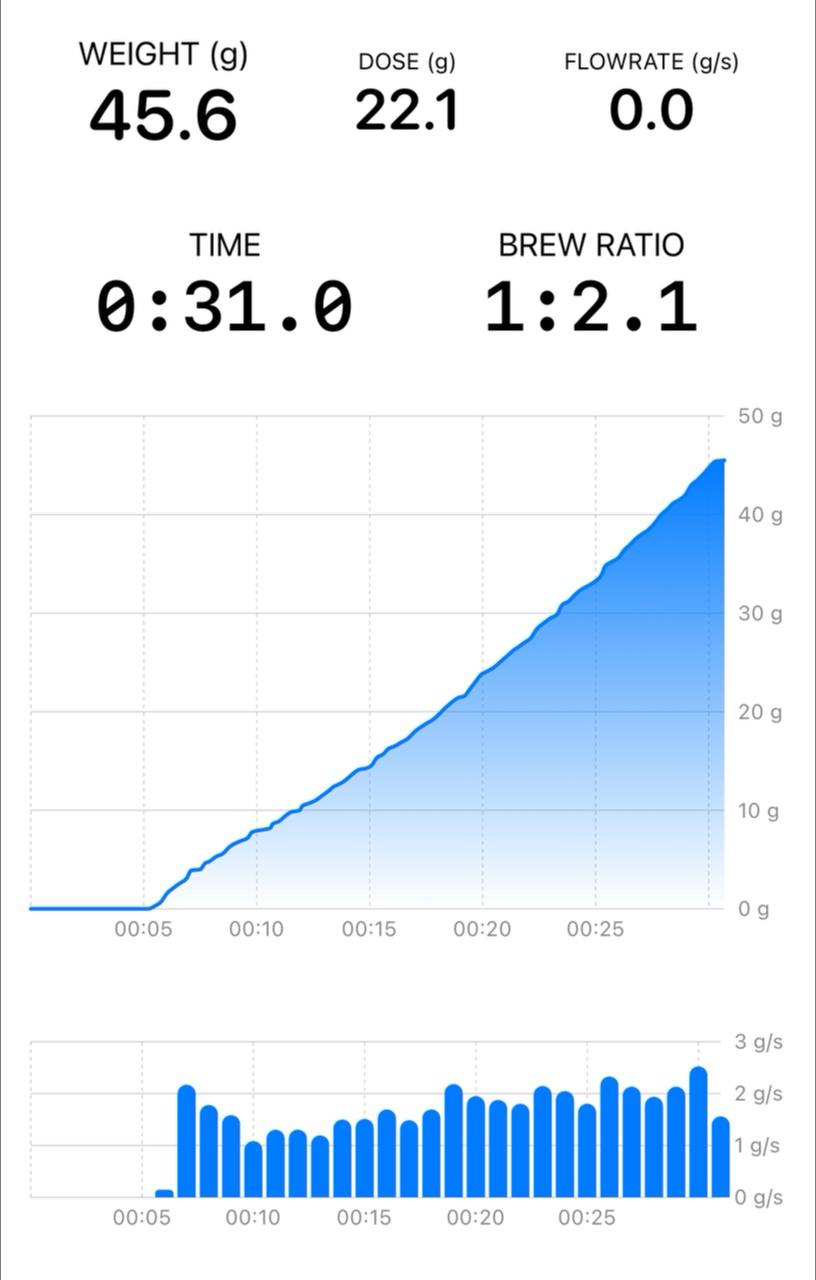 WEIGHT (g)
DOSE (g)
FLOWRATE (g/s)
45.6
22.1
0.0
TIME
BREW RATIO
0:31.0
1:2.1
50 g
40 g
30 g
20 g
10 g
0 g
00:05
00:10
00:15
00:20
00:25
3 g/s
2 g/s
1 g/s
0 g/s
00:05
00:10
00:15
00:20
00:25